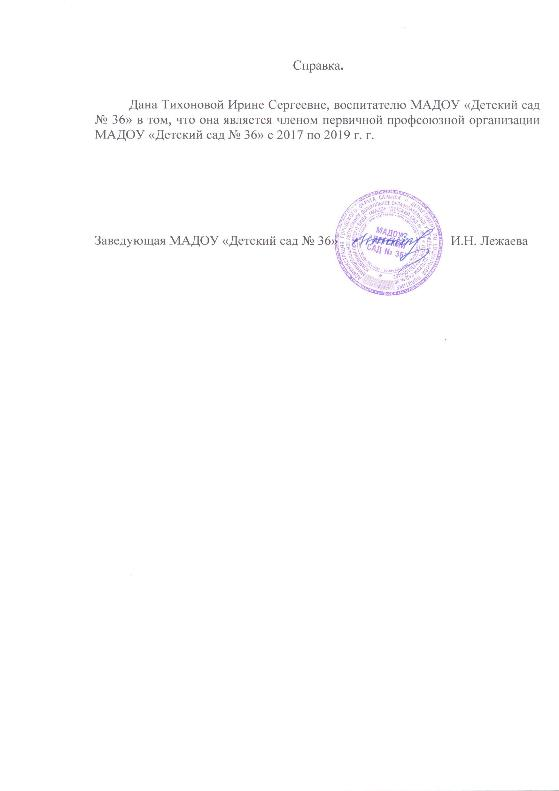 Справка.
Дана Тихоновой Ирине Сергеевне, воспитателю МАДОУ «Детский сад
№ 36» в том, что она является членом первичной профсоюзной организации
МАДОУ «Детский сад № 36» с 2017 по 2019 г. г.
Заведующая МАДОУ «Детский сад № 36» И.Н. Лежаева
МАДОУ
ДЕТСКИЙ
САД № 36